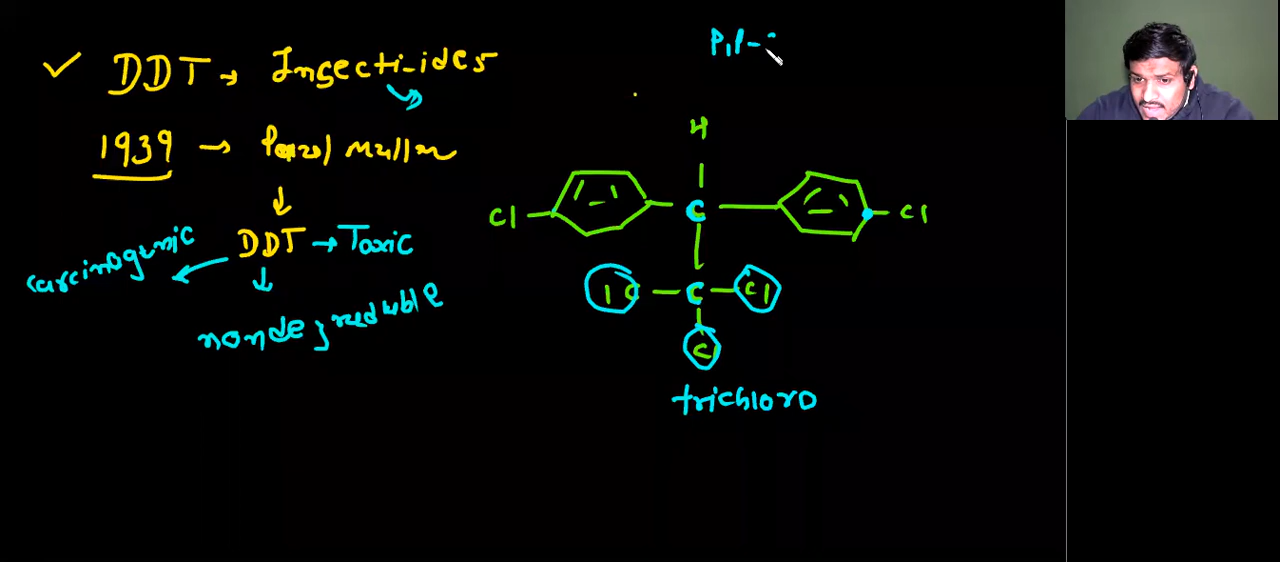 ✓ DDT → Insecticides
1939 → Paul Muller
DDT → Toxic
carcinogenic
nondegradable
P,P-
H
Cl
C
Cl
Cl
C
Cl
Cl
trichloro